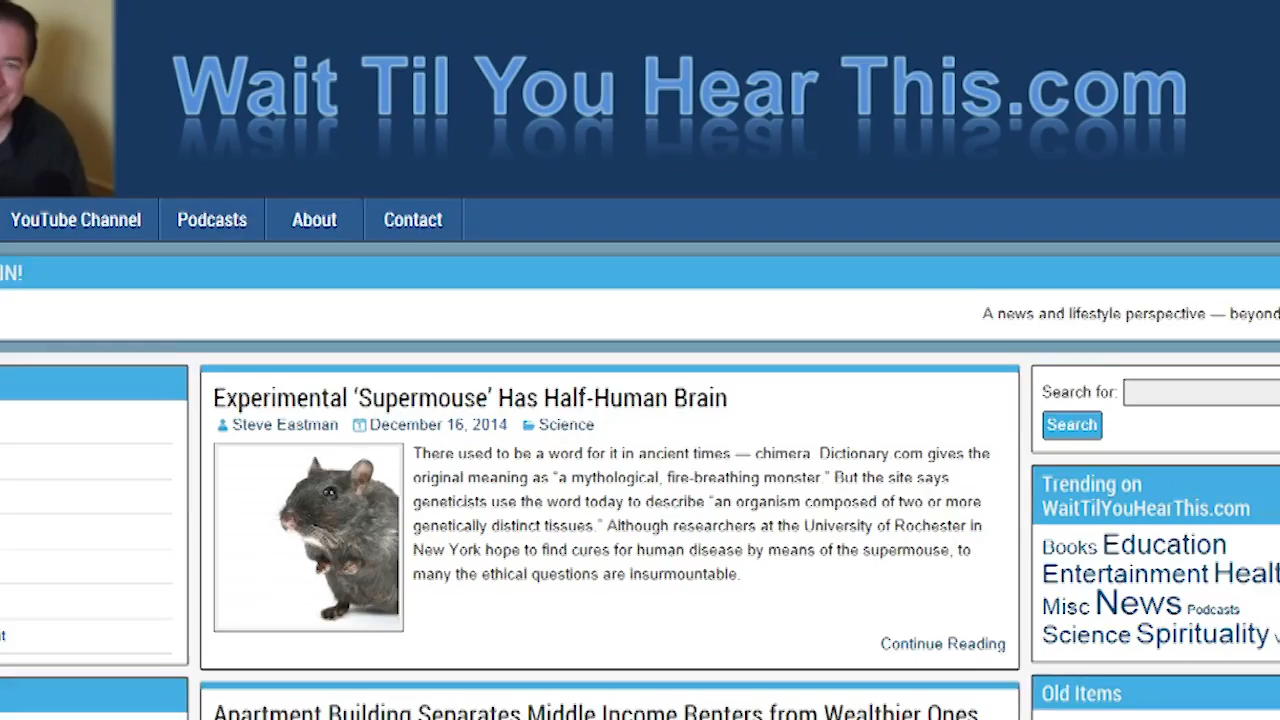 Wait Til You Hear This.com
YouTube Channel
Podcasts
About
Contact
IN!
A news and lifestyle perspective — beyond
Experimental ‘Supermouse’ Has Half-Human Brain
Steve Eastman
December 16, 2014
Science
There used to be a word for it in ancient times — chimera. Dictionary.com gives the
original meaning as “a mythological, fire-breathing monster.” But the site says
geneticists use the word today to describe “an organism composed of two or more
genetically distinct tissues.” Although researchers at the University of Rochester in
New York hope to find cures for human disease by means of the supermouse, to
many the ethical questions are insurmountable.
Continue Reading
Apartment Building Separates Middle Income Renters from Wealthier Ones
Search for:
Search
Trending on
WaitTilYouHearThis.com
Books Education
Entertainment Healt
Misc News Podcasts
Science Spirituality
Old Items